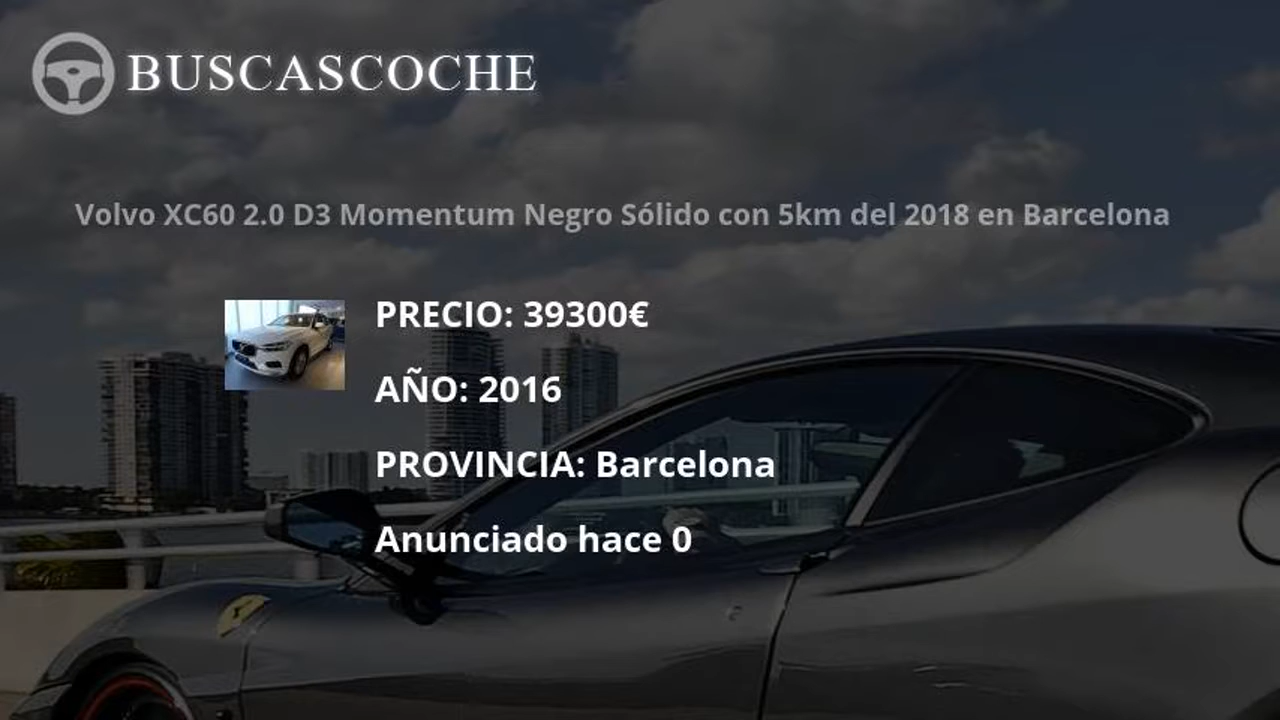 BUSCASCOCHE
Volvo XC60 2.0 D3 Momentum Negro Sólido con 5km del 2018 en Barcelona
PRECIO: 39300€
AÑO: 2016
PROVINCIA: Barcelona
Anunciado hace 0